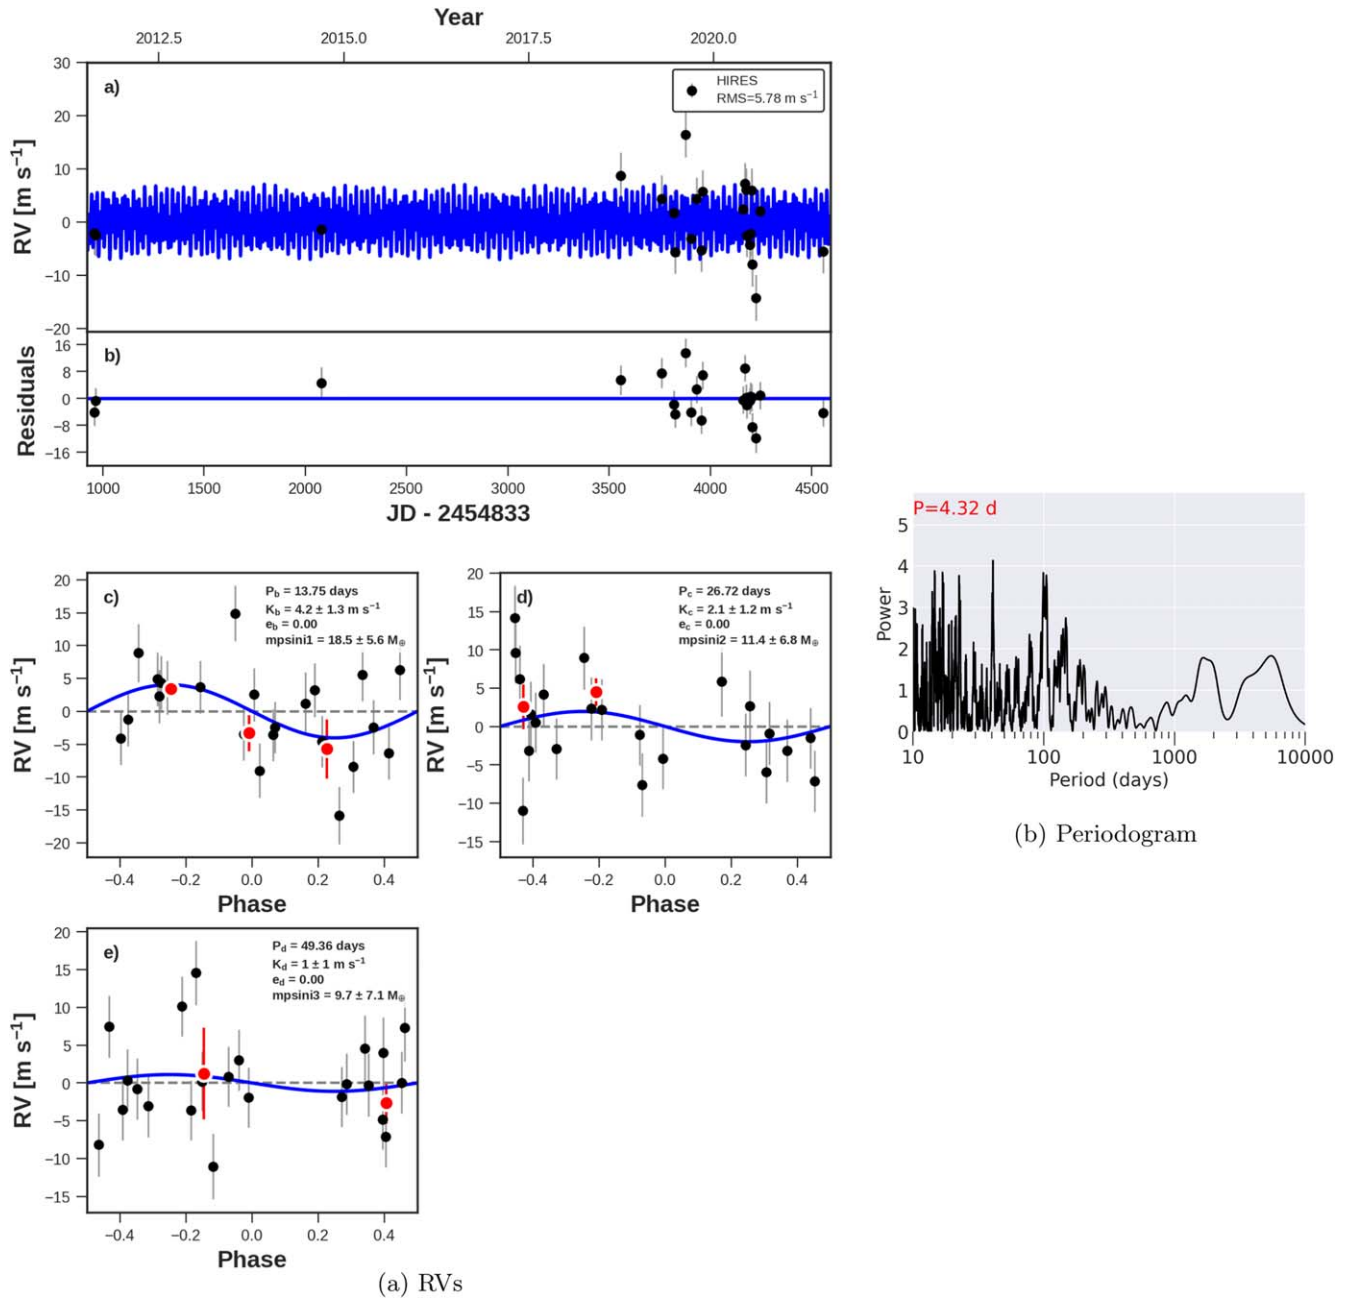 Year
2012.5 2015.0 2017.5 2020.0
a)
HIRES
RMS=5.78 m s⁻¹
30
20
10
0
−10
−20
RV [m s⁻¹]
b)
16
8
0
−8
−16
Residuals
1000 1500 2000 2500 3000 3500 4000 4500
JD - 2454833
c)
P_b = 13.75 days
K_b = 4.2 ± 1.3 m s⁻¹
e_b = 0.00
mpsini1 = 18.5 ± 5.6 M⊕
20
15
10
5
0
−5
−10
−15
−20
RV [m s⁻¹]
−0.4 −0.2 0.0 0.2 0.4
Phase
d)
P_c = 26.72 days
K_c = 2.1 ± 1.2 m s⁻¹
e_c = 0.00
mpsini2 = 11.4 ± 6.8 M⊕
20
15
10
5
0
−5
−10
−15
RV [m s⁻¹]
−0.4 −0.2 0.0 0.2 0.4
Phase
e)
P_d = 49.36 days
K_d = 1 ± 1 m s⁻¹
e_d = 0.00
mpsini3 = 9.7 ± 7.1 M⊕
20
15
10
5
0
−5
−10
−15
RV [m s⁻¹]
−0.4 −0.2 0.0 0.2 0.4
Phase
(a) RVs
P=4.32 d
5
4
3
2
1
0
Power
10 100 1000 10000
Period (days)
(b) Periodogram